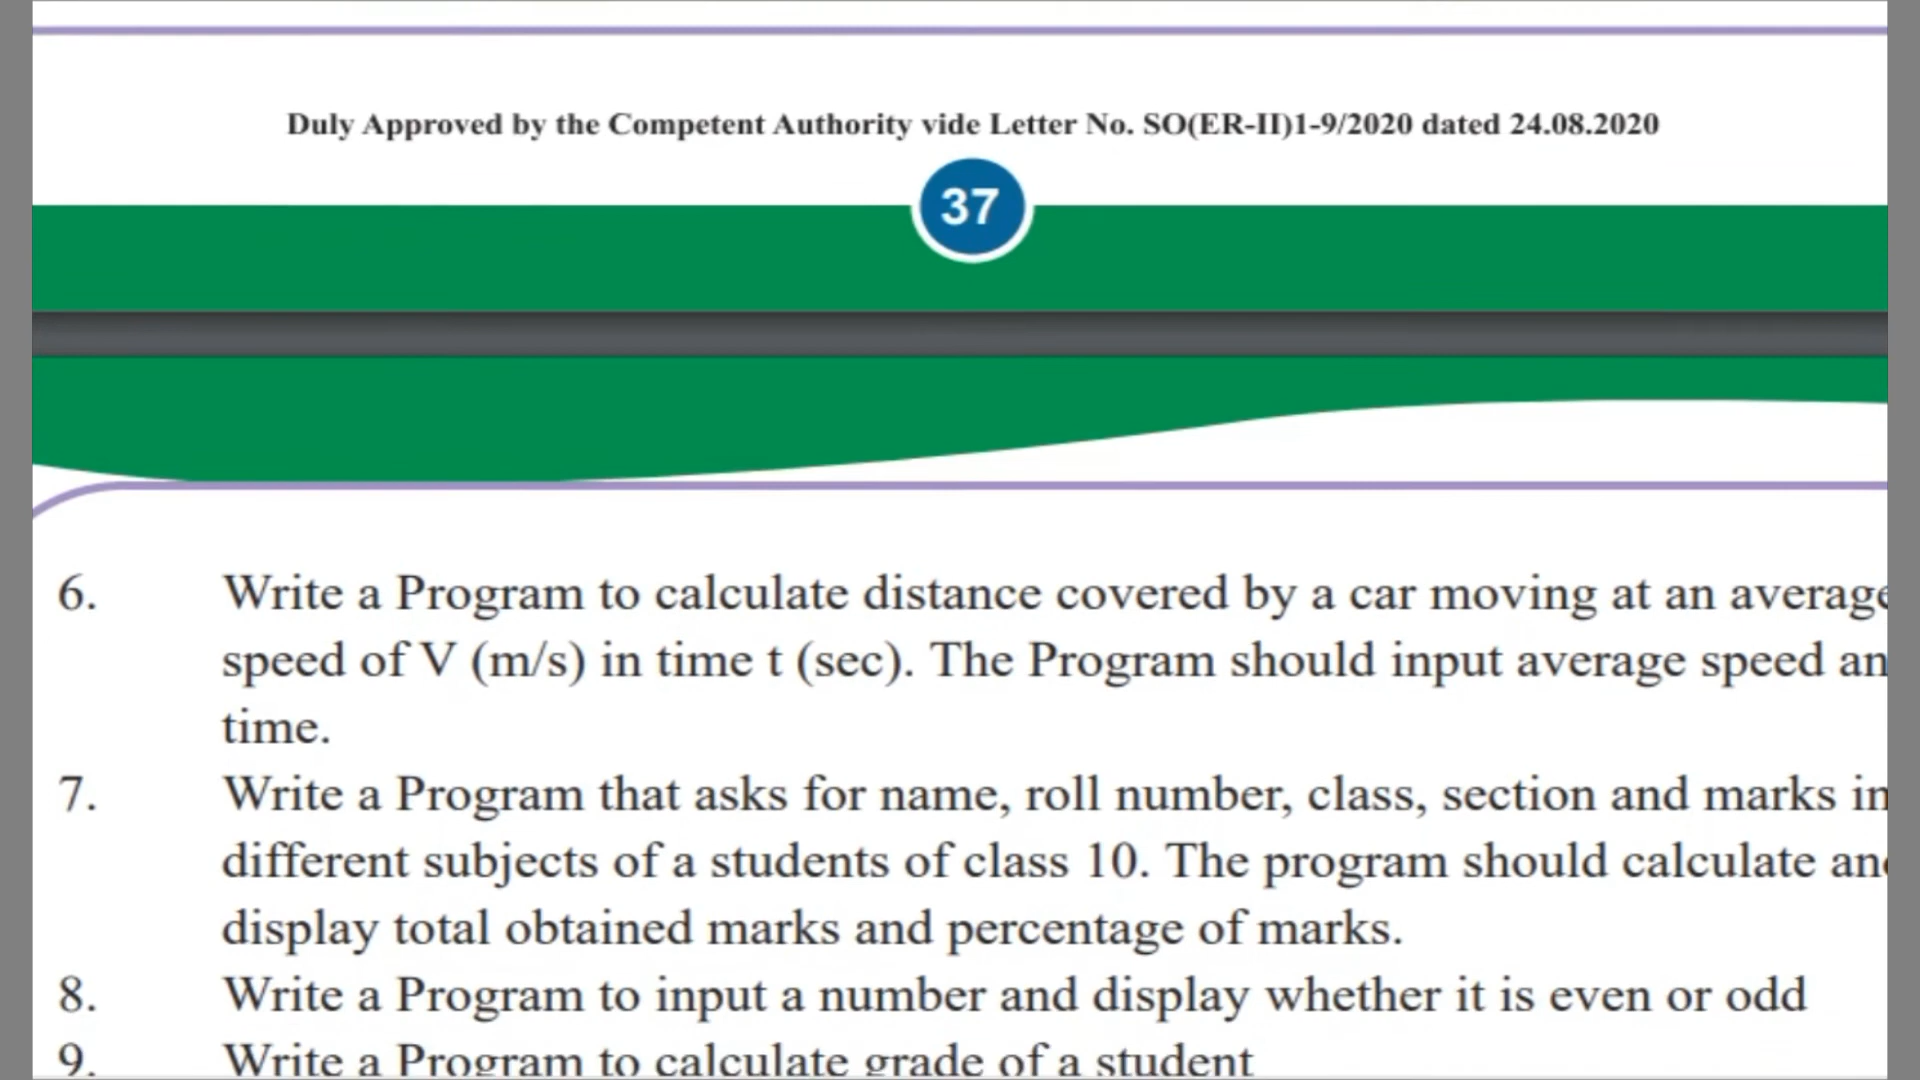 Duly Approved by the Competent Authority vide Letter No. SO(ER-II)1-9/2020 dated 24.08.2020
37
6. Write a Program to calculate distance covered by a car moving at an average
speed of V (m/s) in time t (sec). The Program should input average speed an
time.
7. Write a Program that asks for name, roll number, class, section and marks in
different subjects of a students of class 10. The program should calculate and
display total obtained marks and percentage of marks.
8. Write a Program to input a number and display whether it is even or odd
9. Write a Program to calculate grade of a student